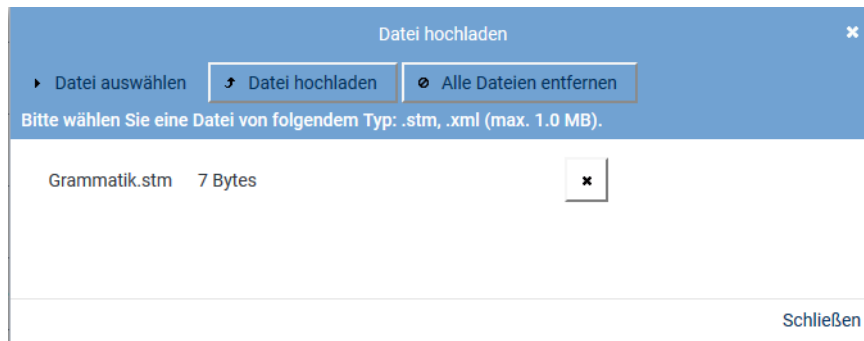 Datei hochladen
Datei auswählen Datei hochladen Alle Dateien entfernen
Bitte wählen Sie eine Datei von folgendem Typ: .stm, .xml (max. 1.0 MB).
Grammatik.stm 7 Bytes
Schließen